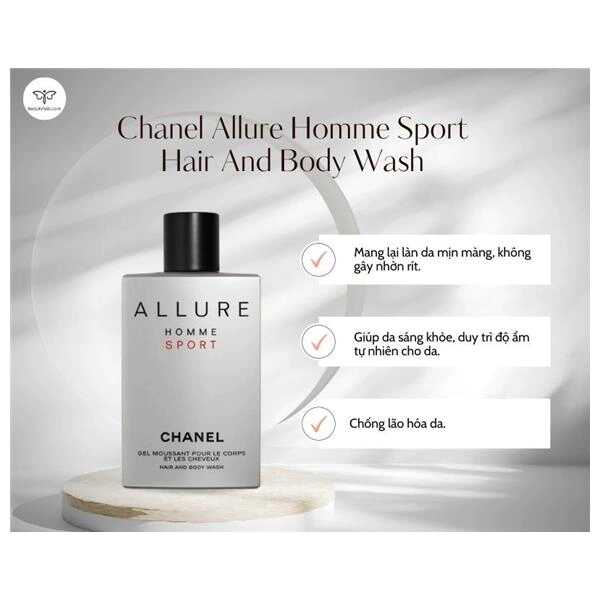 Chanel Allure Homme Sport
Hair And Body Wash
Mang lại làn da mịn màng, không
gây nhờn rít.
Giúp da sáng khỏe, duy trì độ ẩm
tự nhiên cho da.
Chống lão hóa da.
ALLURE
HOMME
SPORT
CHANEL
GEL MOUSSANT POUR LE CORPS
ET LES CHEVEUX
HAIR AND BODY WASH